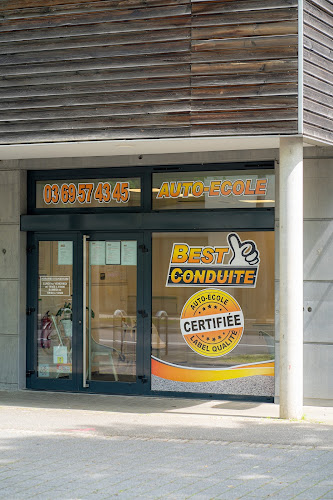 03 69 57 43 45
AUTO-ECOLE
BEST
CONDUITE
AUTO-ECOLE
CERTIFIÉE
LABEL QUALITÉ